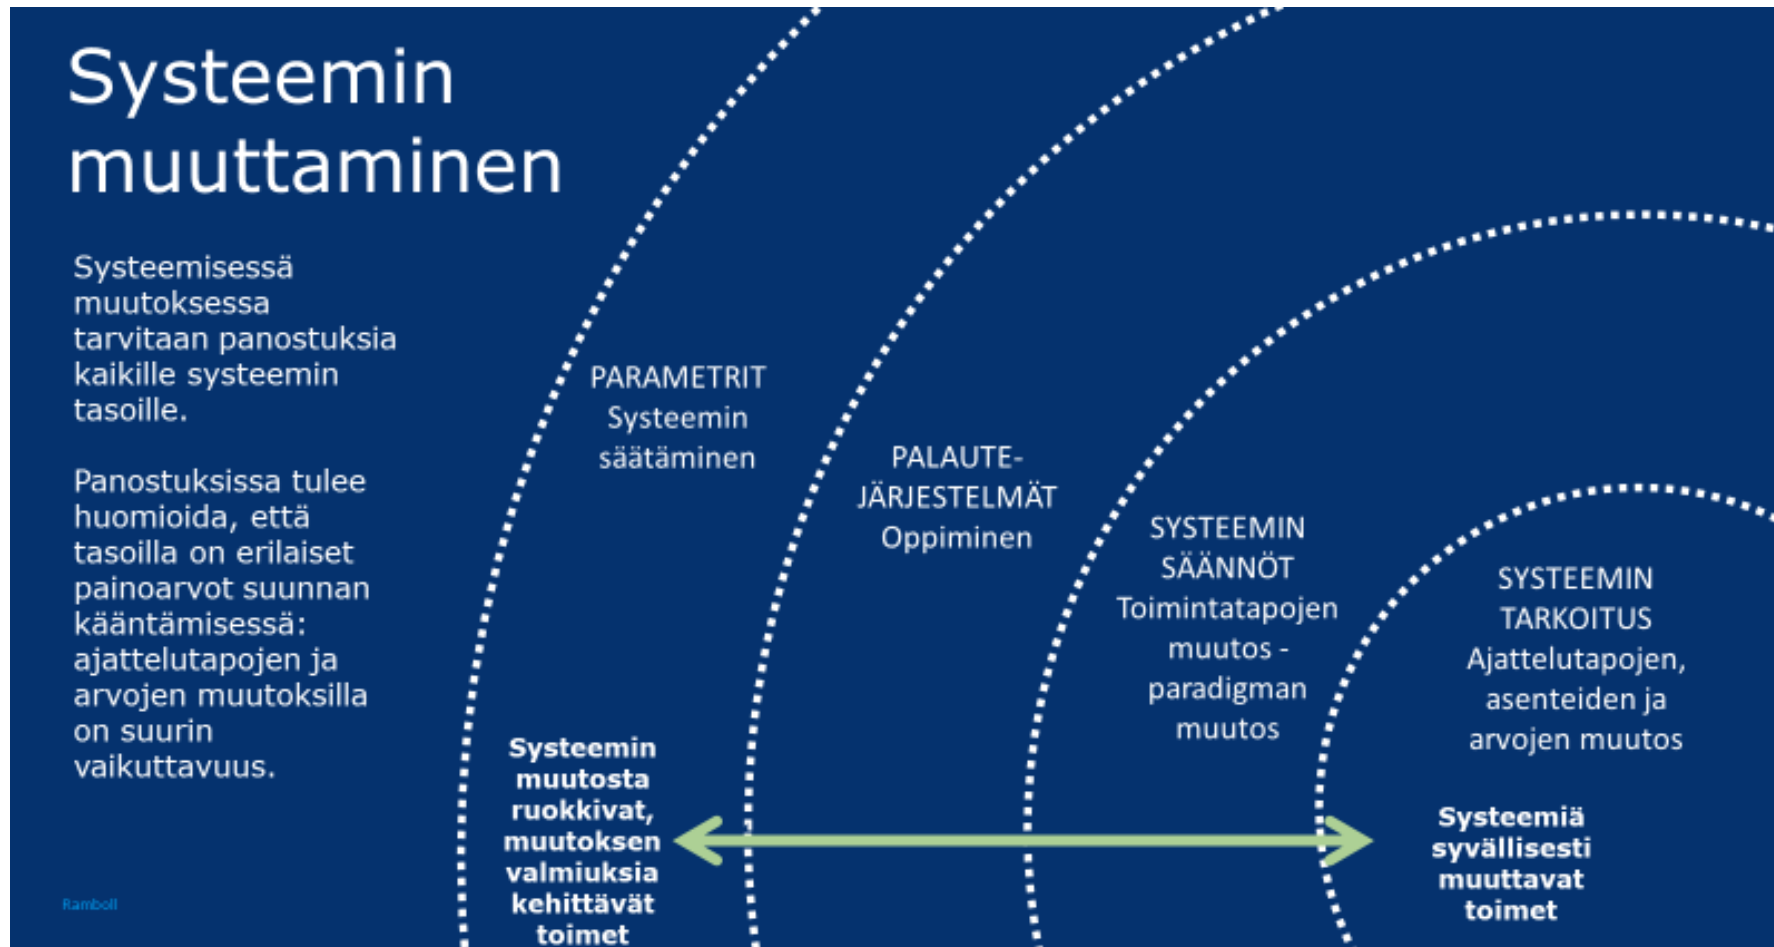 Systeemin
muuttaminen
Systeemisessä
muutoksessa
tarvitaan panostuksia
kaikille systeemin
tasoille.
Panostuksissa tulee
huomioida, että
tasoilla on erilaiset
painoarvot suunnan
kääntämisessä:
ajattelutapojen ja
arvojen muutoksilla
on suurin
vaikuttavuus.
PARAMETRIT
Systeemin
säätäminen
PALAUTE-
JÄRJESTELMÄT
Oppiminen
SYSTEEMIN
SÄÄNNÖT
Toimintatapojen
muutos -
paradigman
muutos
SYSTEEMIN
TARKOITUS
Ajattelutapojen,
asenteiden ja
arvojen muutos
Systeemin
muutosta
ruokkivat,
muutoksen
valmiuksia
kehittävät
toimet
Systeemiä
syvällisesti
muuttavat
toimet
Ramboll